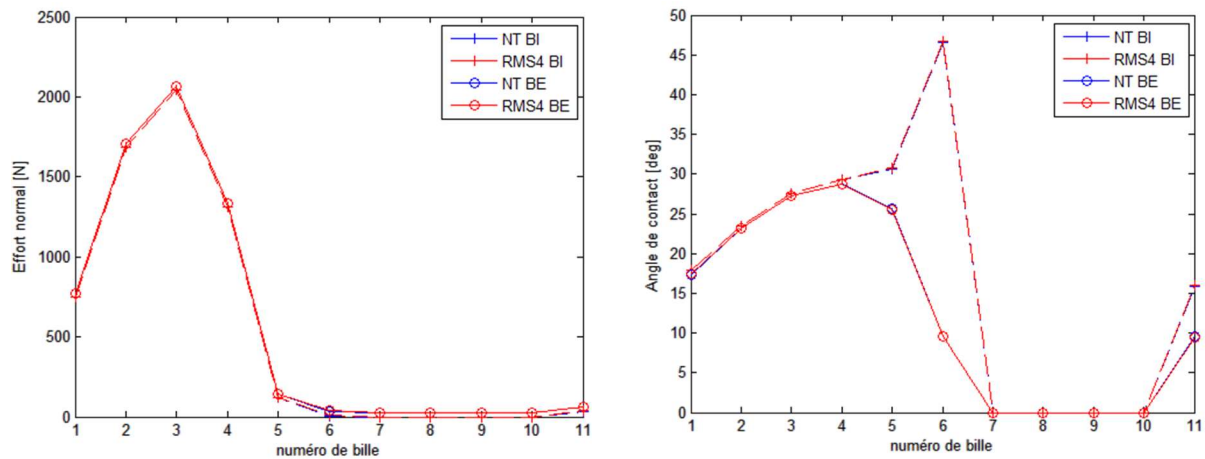 2500
2000
1500
1000
500
0
Effort normal [N]
1 2 3 4 5 6 7 8 9 10 11
numéro de bille
NT BI
RMS4 BI
NT BE
RMS4 BE
50
45
40
35
30
25
20
15
10
5
0
Angle de contact [deg]
1 2 3 4 5 6 7 8 9 10 11
numéro de bille
NT BI
RMS4 BI
NT BE
RMS4 BE